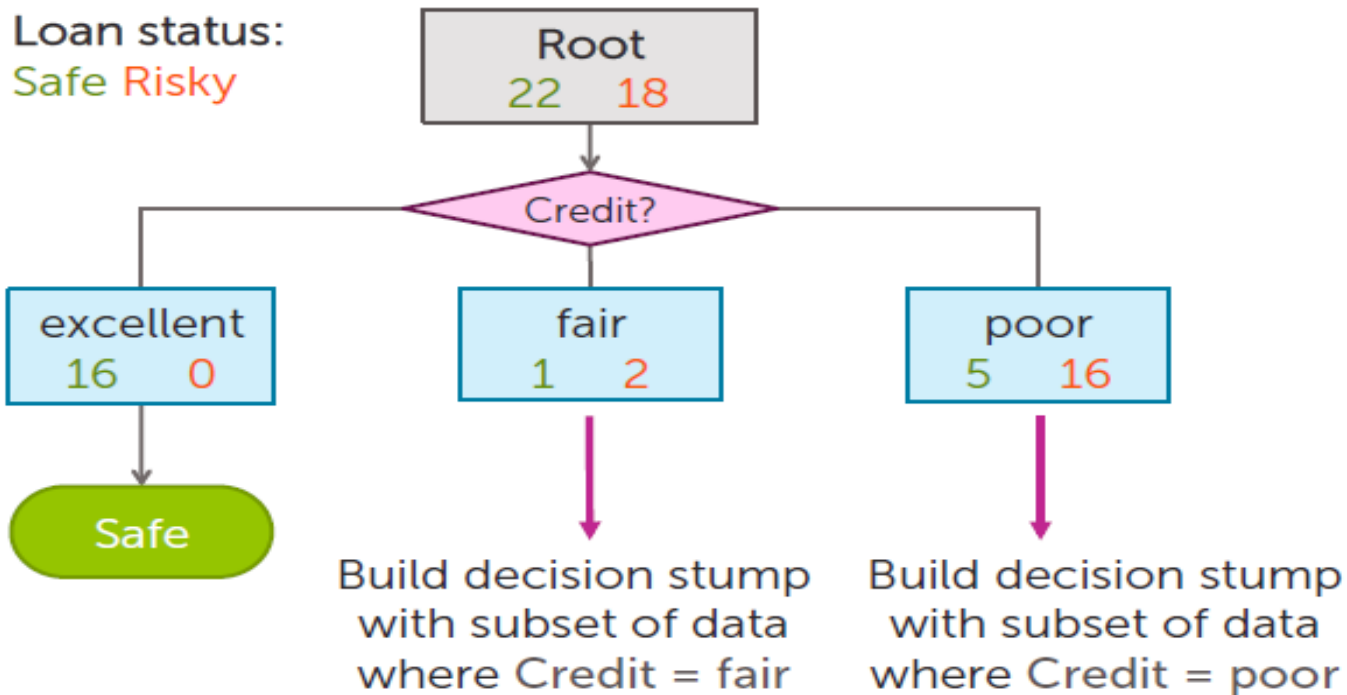 Loan status:
Safe Risky
Root
22 18
Credit?
excellent
16 0
fair
1 2
poor
5 16
Safe
Build decision stump
with subset of data
where Credit = fair
Build decision stump
with subset of data
where Credit = poor